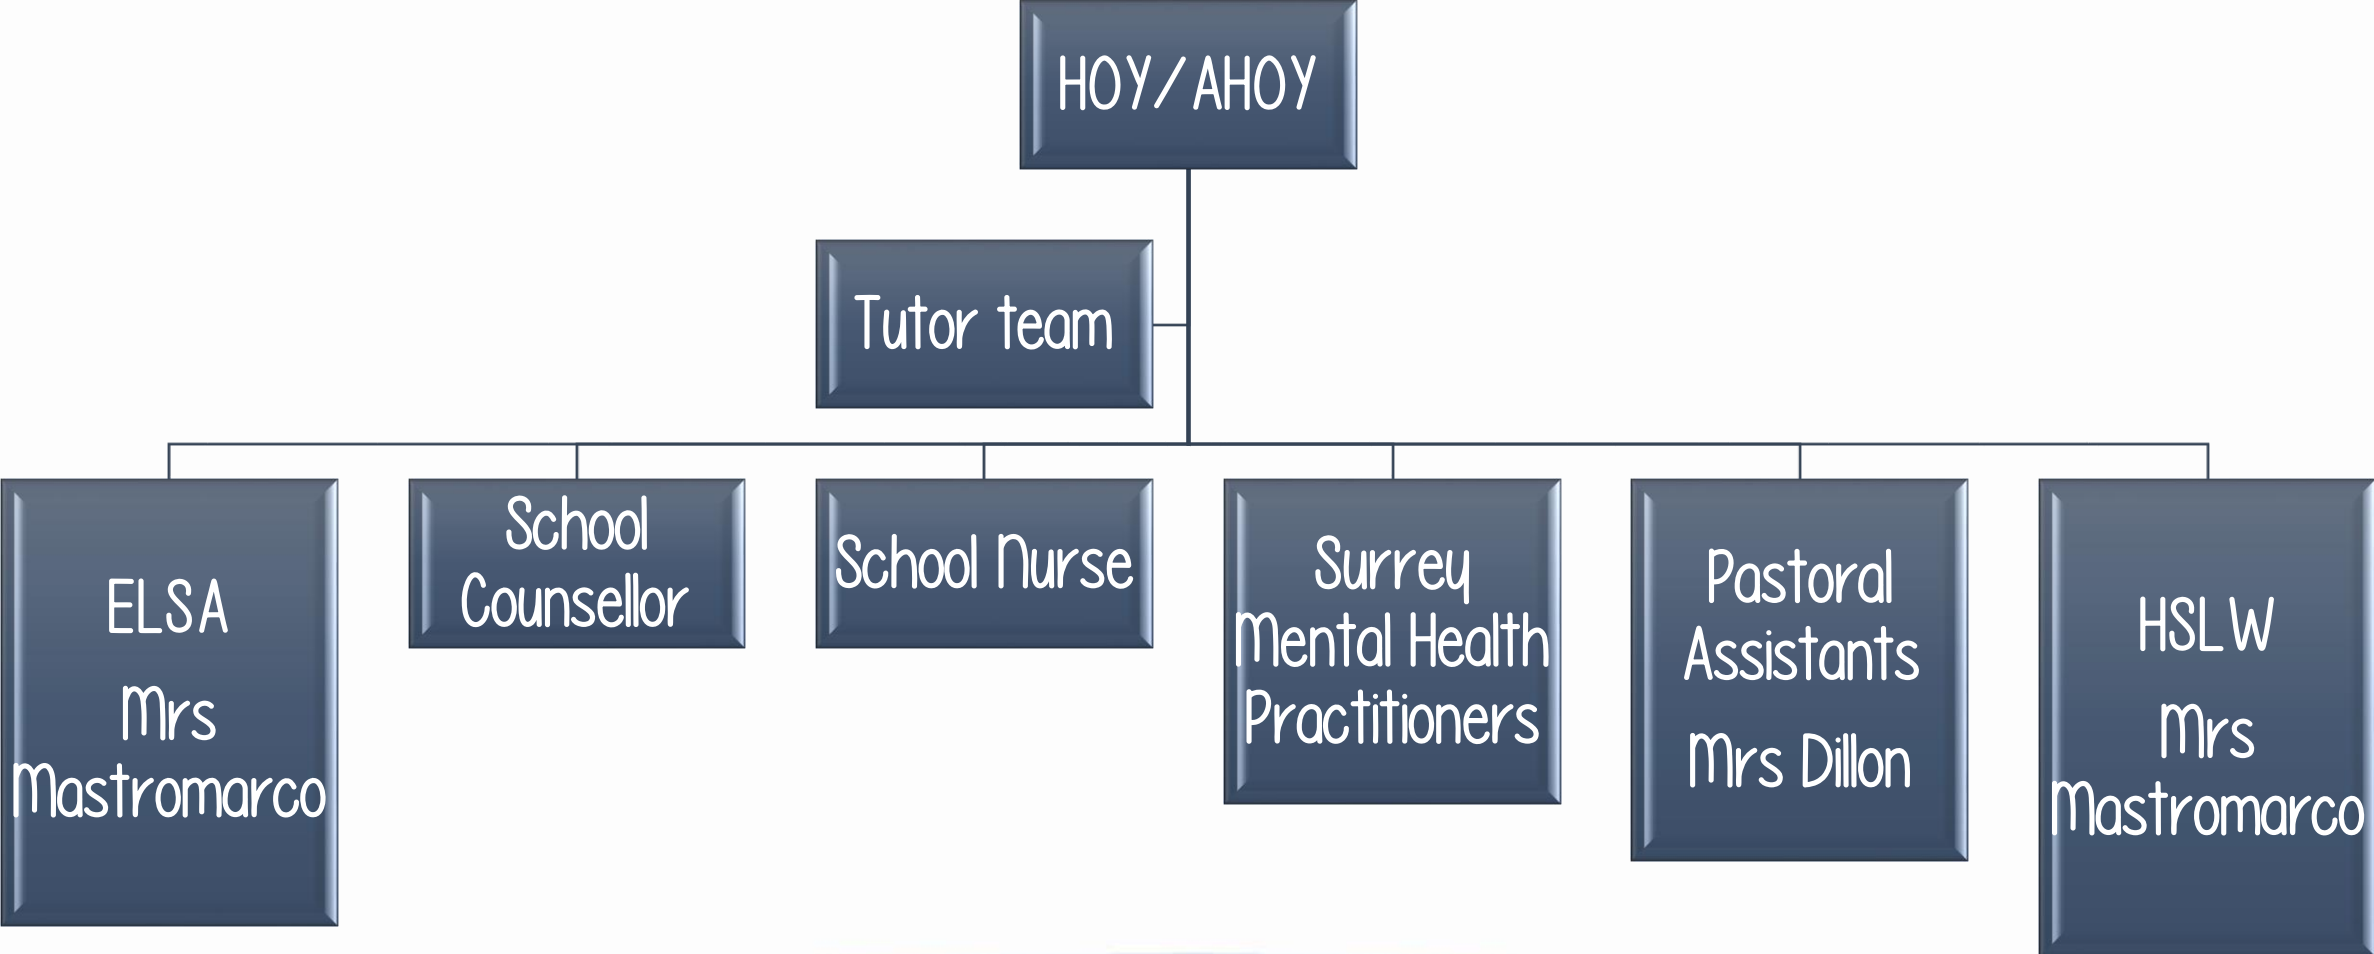 HOY/AHOY
Tutor team
ELSA
Mrs
Mastromarco
School
Counsellor
School Nurse
Surrey
Mental Health
Practitioners
Pastoral
Assistants
Mrs Dillon
HSLW
Mrs
Mastromarco